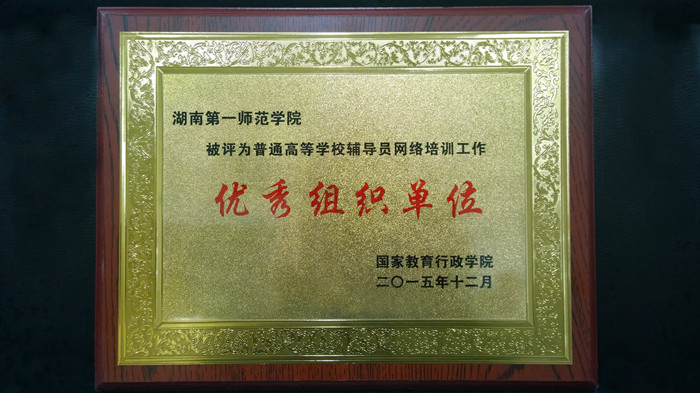 湖南第一师范学院
被评为普通高等学校辅导员网络培训工作
优秀组织单位
国家教育行政学院
二〇一五年十二月